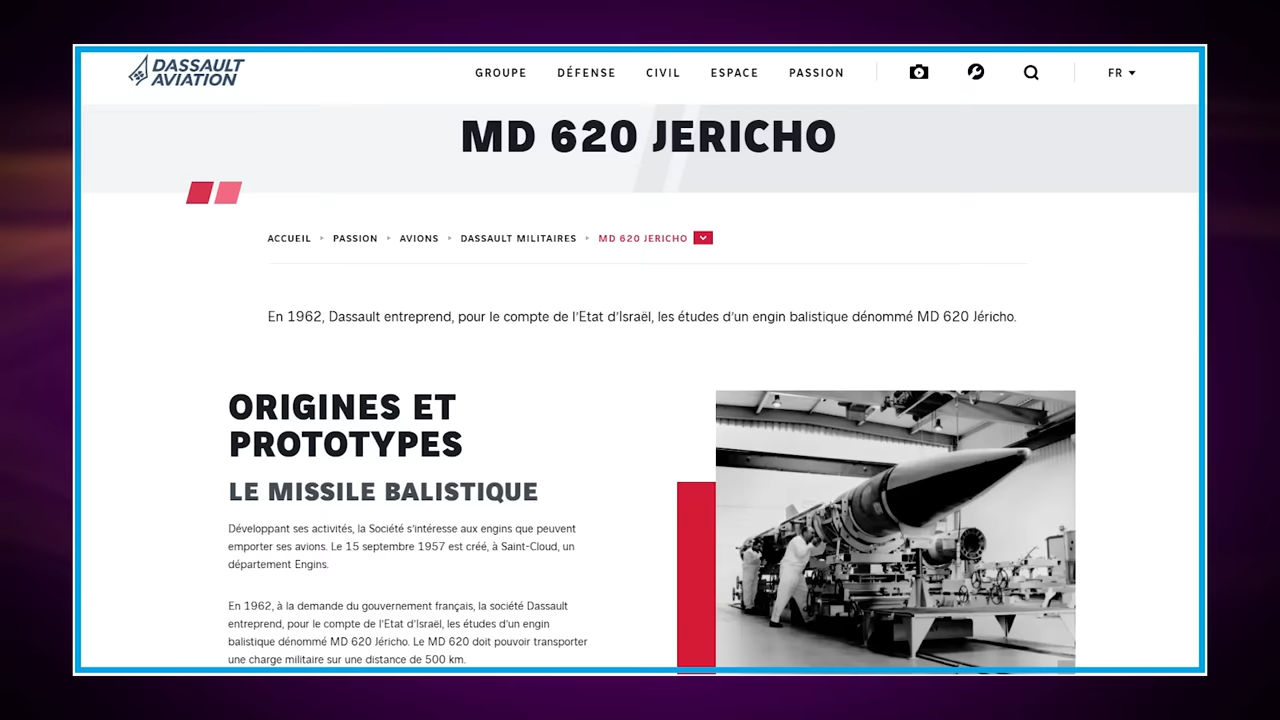 DASSAULT
AVIATION
GROUPE DÉFENSE CIVIL ESPACE PASSION FR
MD 620 JERICHO
ACCUEIL PASSION AVIONS DASSAULT MILITAIRES MD 620 JERICHO
En 1962, Dassault entreprend, pour le compte de l'Etat d'Israël, les études d'un engin balistique dénommé MD 620 Jéricho.
ORIGINES ET
PROTOTYPES
LE MISSILE BALISTIQUE
Développant ses activités, la Société s'intéresse aux engins que peuvent
emporter ses avions. Le 15 septembre 1957 est créé, à Saint-Cloud, un
département Engins.
En 1962, à la demande du gouvernement français, la société Dassault
entreprend, pour le compte de l'Etat d'Israël, les études d'un engin
balistique dénommé MD 620 Jéricho. Le MD 620 doit pouvoir transporter
une charge militaire sur une distance de 500 km.